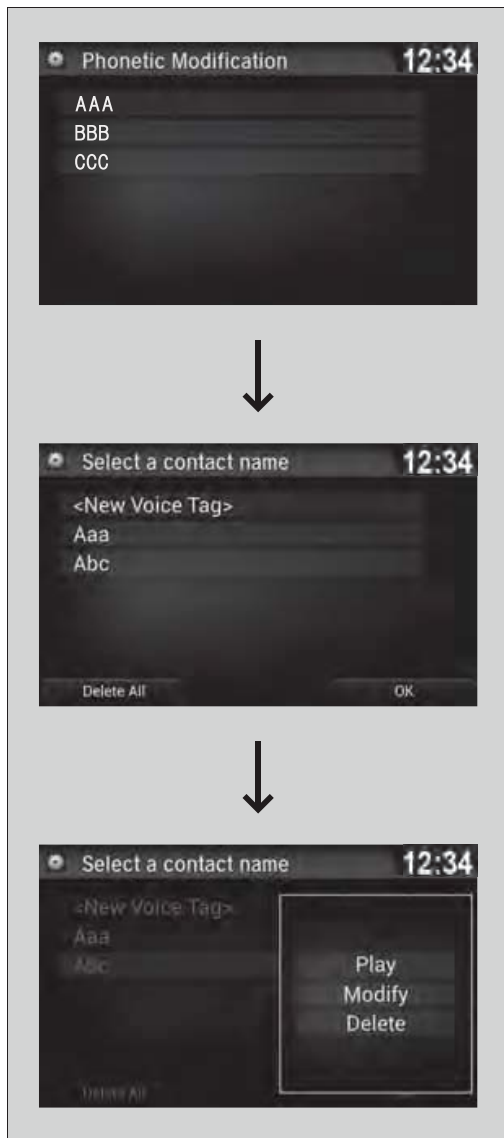 Phonetic Modification 12:34
AAA
BBB
CCC
Select a contact name 12:34
<New Voice Tag>
Aaa
Abc
Delete All OK
Select a contact name 12:34
<New Voice Tag>
Aaa
Abc
Play
Modify
Delete
Delete All